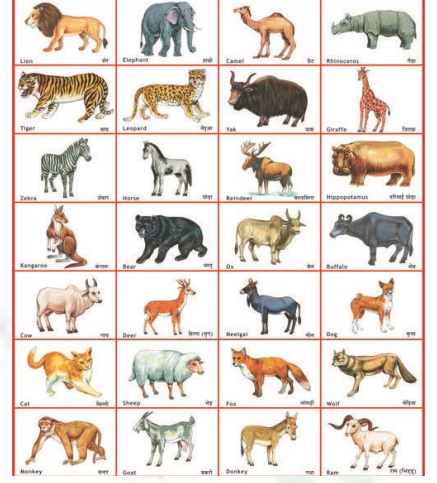 Lion शेर Elephant हाथी Camel ऊँट Rhinoceros गैंडा
Tiger बाघ Leopard तेंदुआ Yak याक Giraffe जिराफ
Zebra जेबरा Horse घोड़ा Reindeer बारहसिंगा Hippopotamus दरियाई घोड़ा
Kangaroo कंगारू Bear भालू Ox बैल Buffalo भैंस
Cow गाय Deer हिरण (मृग) Neelgai नील Dog कुत्ता
Cat बिल्ली Sheep भेड़ Fox लोमड़ी Wolf भेड़िया
Monkey बन्दर Goat बकरी Donkey गधा Ram राम (भिड्डू)